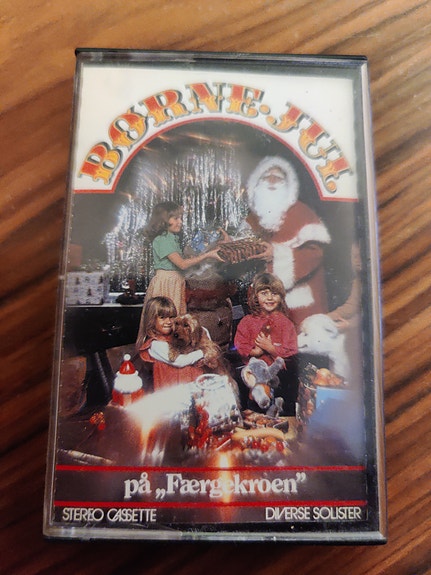 BØRNE-JUL
på „Færgekroen”
STEREO CASSETTE
DIVERSE SOLISTER